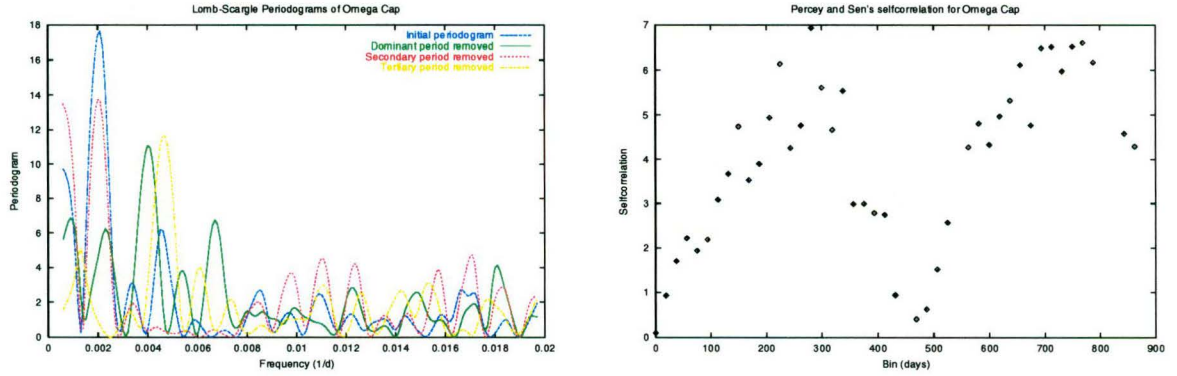 Lomb-Scargle Periodograms of Omega Cap
18
16
14
12
10
8
6
4
2
0
Periodogram
Initial periodogram
Dominant period removed
Secondary period removed
Tertiary period removed
0 0.002 0.004 0.006 0.008 0.01 0.012 0.014 0.016 0.018 0.02
Frequency (1/d)
Percey and Sen's selfcorrelation for Omega Cap
7
6
5
4
3
2
1
0
Selfcorrelation
0 100 200 300 400 500 600 700 800 900
Bin (days)